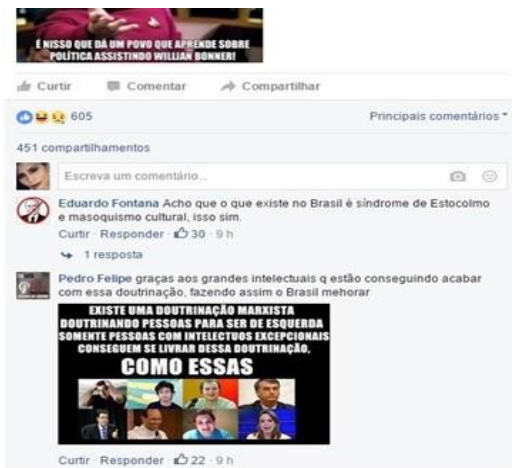 É NISSO QUE DÁ UM POVO QUE APRENDE SOBRE
POLÍTICA ASSISTINDO WILLIAN BONNER!
Curtir Comentar Compartilhar
605 Principais comentários
451 compartilhamentos
Escreva um comentário...
Eduardo Fontana Acho que o que existe no Brasil é síndrome de Estocolmo
e masoquismo cultural, isso sim.
Curtir · Responder · 30 · 9 h
1 resposta
Pedro Felipe graças aos grandes intelectuais q estão conseguindo acabar
com essa doutrinação, fazendo assim o Brasil mehorar
EXISTE UMA DOUTRINAÇÃO MARXISTA
DOUTRINANDO PESSOAS PARA SER DE ESQUERDA
SOMENTE PESSOAS COM INTELECTUOS EXCEPCIONAIS
CONSEGUEM SE LIVRAR DESSA DOUTRINAÇÃO,
COMO ESSAS
Curtir · Responder · 22 · 9 h